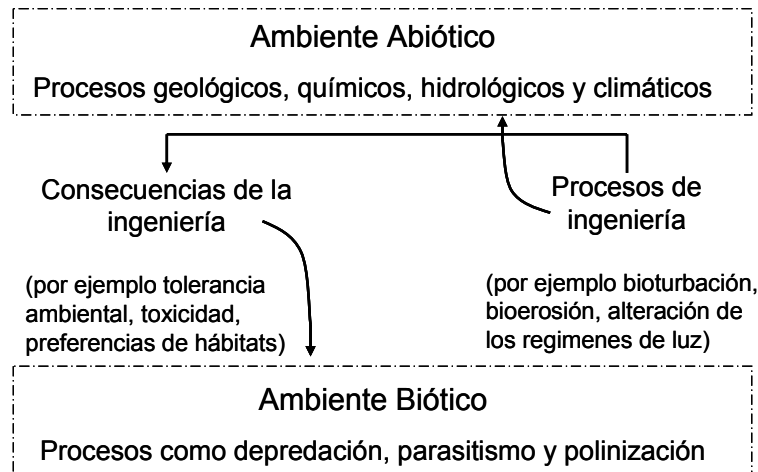 Ambiente Abiótico
Procesos geológicos, químicos, hidrológicos y climáticos
Consecuencias de la
ingeniería
(por ejemplo tolerancia
ambiental, toxicidad,
preferencias de hábitats)
Procesos de
ingeniería
(por ejemplo bioturbación,
bioerosión, alteración de
los regimenes de luz)
Ambiente Biótico
Procesos como depredación, parasitismo y polinización